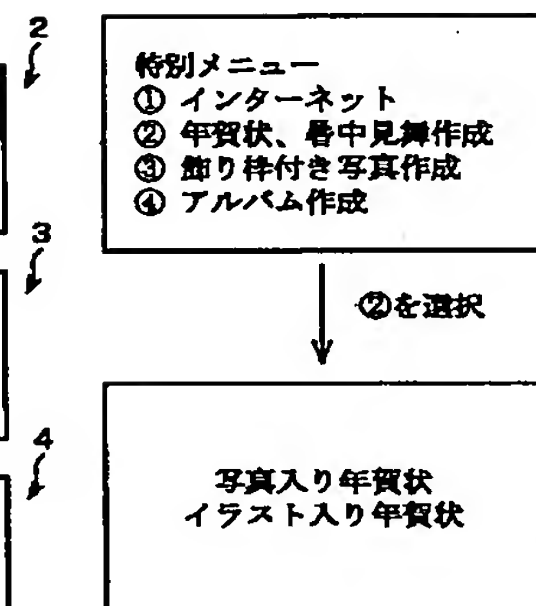 2
3
4
特別メニュー
① インターネット
② 年賀状、暑中見舞作成
③ 飾り枠付き写真作成
④ アルバム作成
②を選択
写真入り年賀状
イラスト入り年賀状